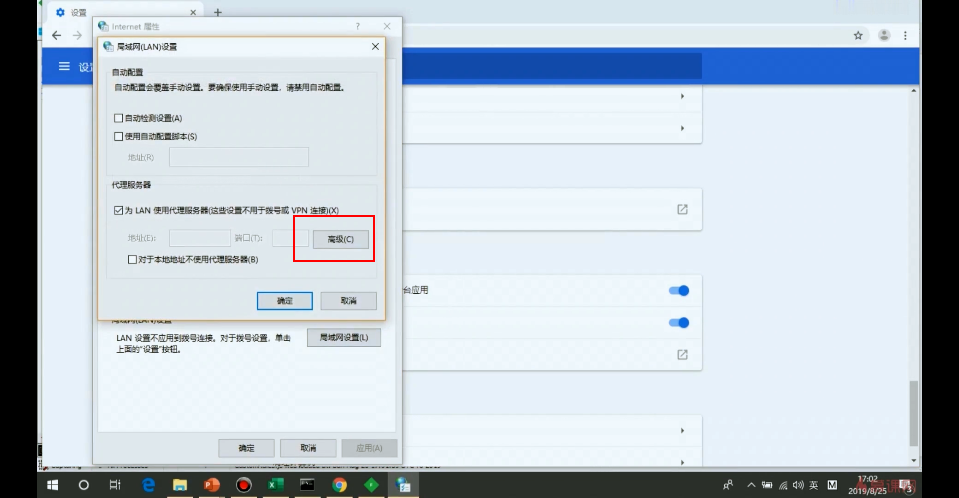 设置
Internet 属性
局域网(LAN)设置
自动配置
自动配置会覆盖手动设置。要确保使用手动设置，请禁用自动配置。
自动检测设置(A)
使用自动配置脚本(S)
地址(R)
代理服务器
为 LAN 使用代理服务器(这些设置不用于拨号或 VPN 连接)(X)
地址(E):
端口(T):
高级(C)
对于本地地址不使用代理服务器(B)
确定
取消
台应用
局域网(LAN)设置
LAN 设置不应用到拨号连接。对于拨号设置，单击
上面的“设置”按钮。
局域网设置(L)
确定
取消
应用(A)
英
M
17:02
2019/8/25
3